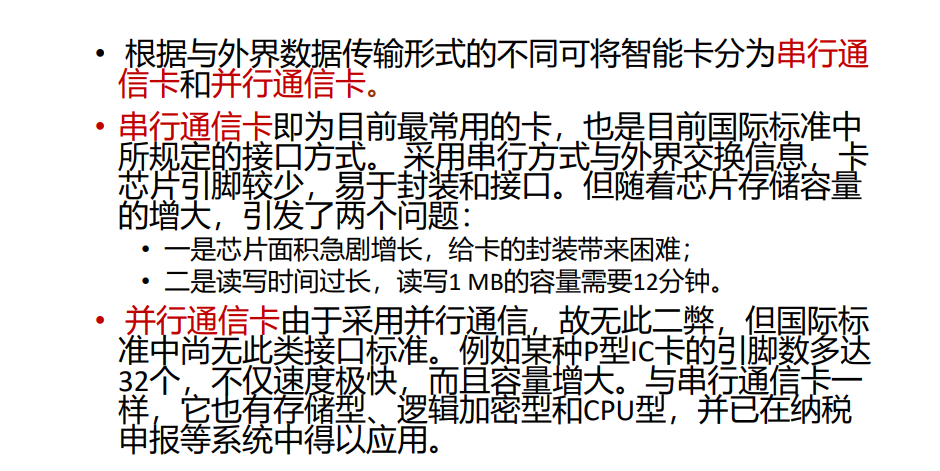 • 根据与外界数据传输形式的不同可将智能卡分为串行通
信卡和并行通信卡。
• 串行通信卡即为目前最常用的卡，也是目前国际标准中
所规定的接口方式。 采用串行方式与外界交换信息，卡
芯片引脚较少，易于封装和接口。但随着芯片存储容量
的增大，引发了两个问题：
• 一是芯片面积急剧增长，给卡的封装带来困难；
• 二是读写时间过长，读写1 MB的容量需要12分钟。
• 并行通信卡由于采用并行通信，故无此二弊，但国际标
准中尚无此类接口标准。例如某种P型IC卡的引脚数多达
32个，不仅速度极快，而且容量增大。与串行通信卡一
样，它也有存储型、逻辑加密型和CPU型，并已在纳税
申报等系统中得以应用。